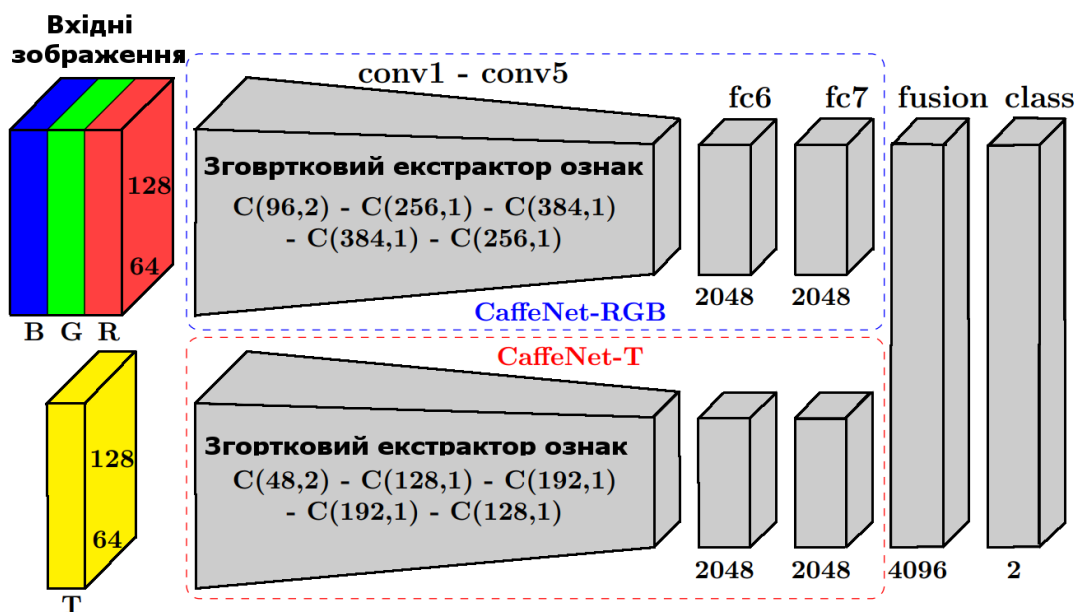 Вхідні
зображення
conv1 - conv5
fc6
fc7
fusion
class
128
64
Зговртковий екстрактор ознак
C(96,2) - C(256,1) - C(384,1)
- C(384,1) - C(256,1)
CaffeNet-RGB
2048
2048
B G R
CaffeNet-T
128
64
Згортковий екстрактор ознак
C(48,2) - C(128,1) - C(192,1)
- C(192,1) - C(128,1)
2048
2048
4096
2
T